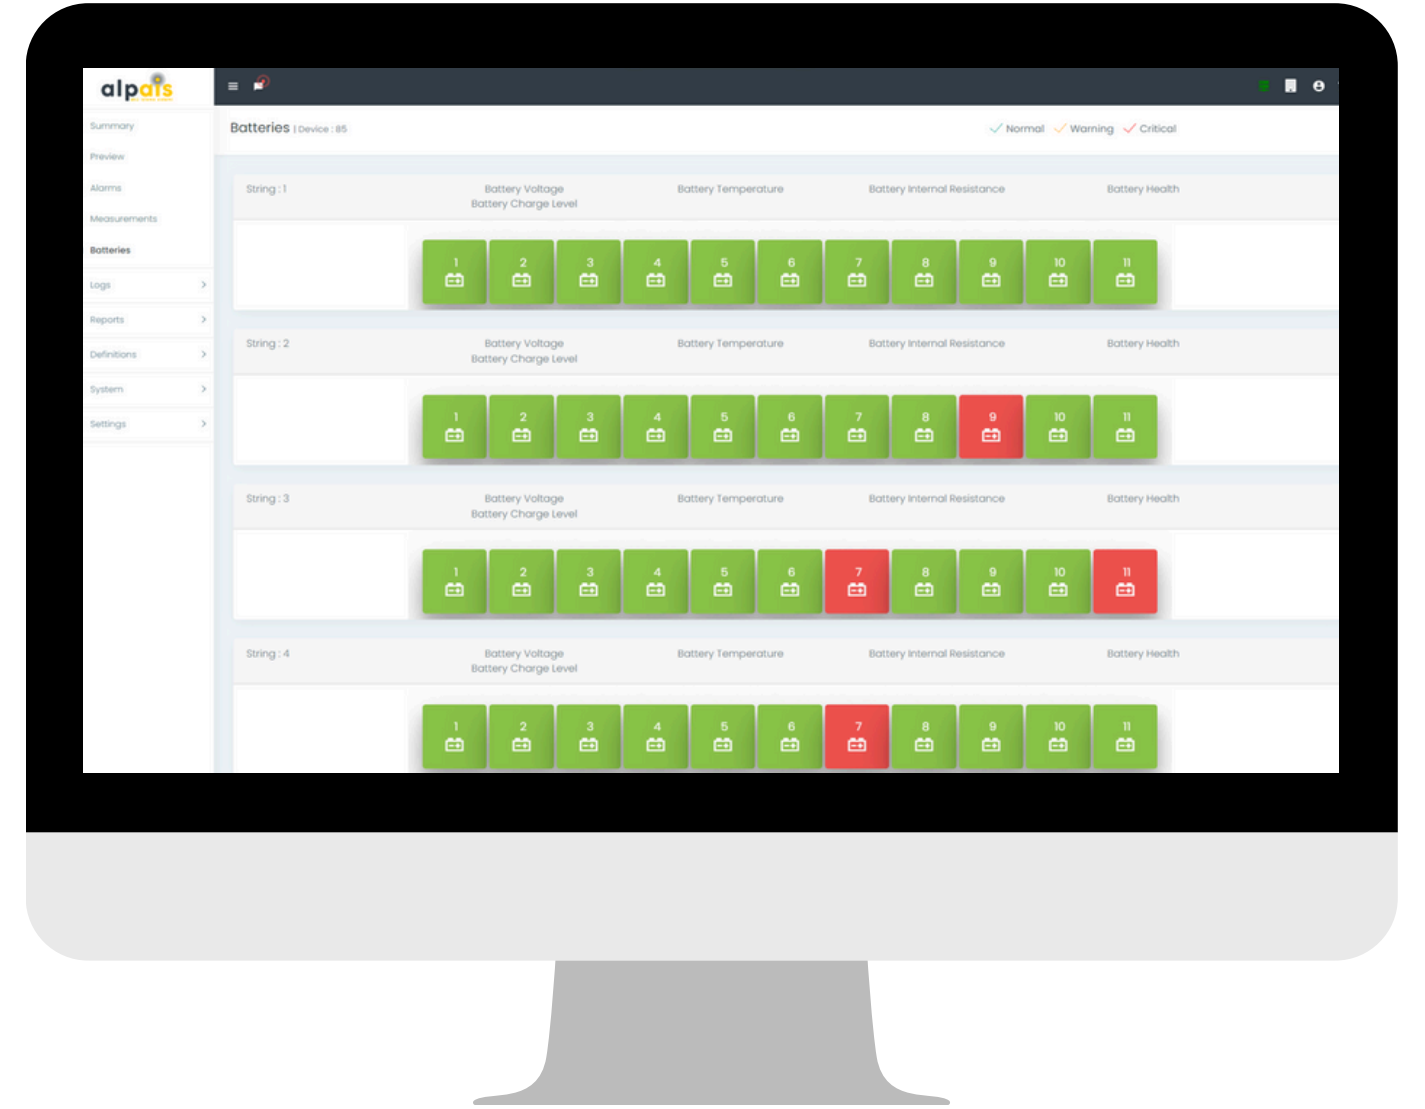 alpais
Summary
Preview
Alarms
Measurements
Batteries
Logs
Reports
Definitions
System
Settings
Batteries | Device : 85
Normal Warning Critical
String : 1 Battery Voltage Battery Temperature Battery Internal Resistance Battery Health
Battery Charge Level
1 2 3 4 5 6 7 8 9 10 11
String : 2 Battery Voltage Battery Temperature Battery Internal Resistance Battery Health
Battery Charge Level
1 2 3 4 5 6 7 8 9 10 11
String : 3 Battery Voltage Battery Temperature Battery Internal Resistance Battery Health
Battery Charge Level
1 2 3 4 5 6 7 8 9 10 11
String : 4 Battery Voltage Battery Temperature Battery Internal Resistance Battery Health
Battery Charge Level
1 2 3 4 5 6 7 8 9 10 11